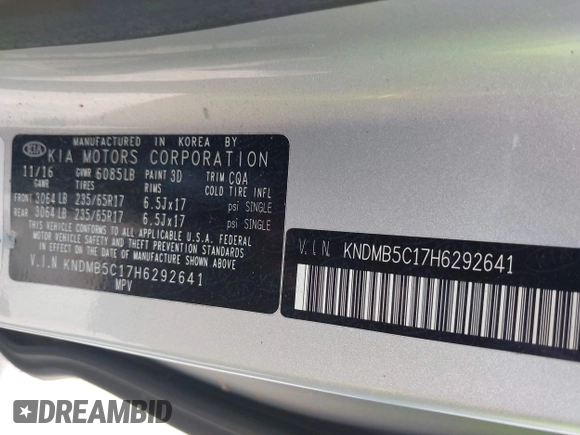 KIA
MANUFACTURED IN KOREA BY
KIA MOTORS CORPORATION
11/16 GVWR 6085LB PAINT 3D TRIM CQA
GAWR TIRES RIMS COLD TIRE INFL
FRONT 3064LB 235/65R17 6.5Jx17 psi SINGLE
REAR 3064LB 235/65R17 6.5Jx17 psi SINGLE
THIS VEHICLE CONFORMS TO ALL APPLICABLE U.S.A. FEDERAL
MOTOR VEHICLE SAFETY, BUMPER, AND THEFT PREVENTION STANDARDS IN
EFFECT ON THE DATE OF MANUFACTURE SHOWN ABOVE.
V.I.N KNDMB5C17H6292641
MPV
V.I.N. KNDMB5C17H6292641
DREAMBID